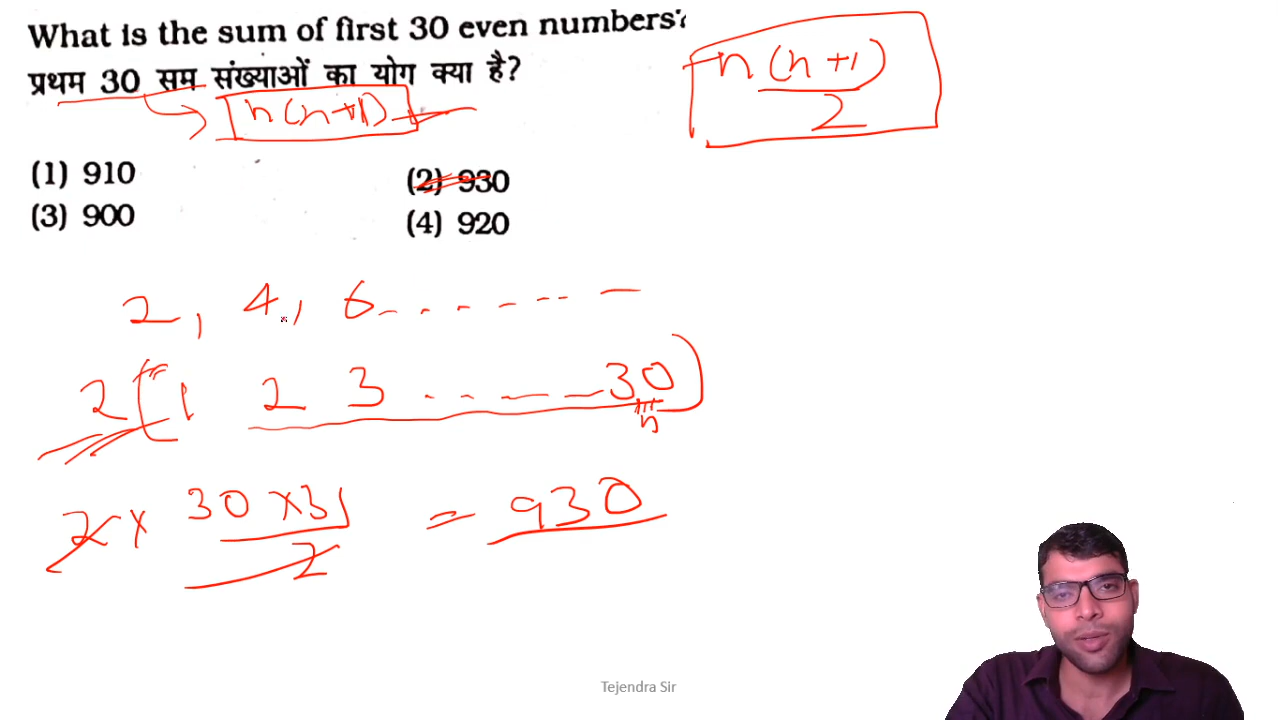 What is the sum of first 30 even numbers?
प्रथम 30 सम संख्याओं का योग क्या है?
n(n+1)
n(n+1)
2
(1) 910
(2) 930
(3) 900
(4) 920
2, 4, 6 - - - - - - -
2 (1 2 3 - - - - - 30)
n
2 × 30 × 31 = 930
2
Tejendra Sir